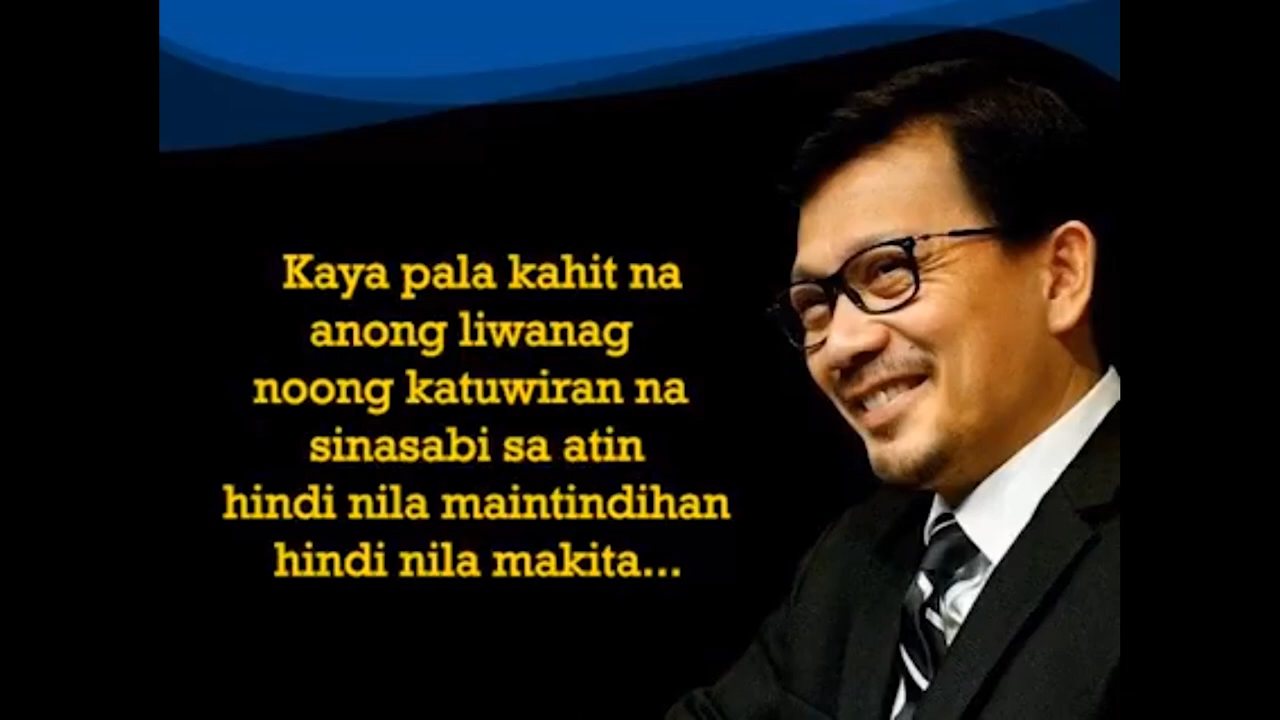 Kaya pala kahit na
anong liwanag
noong katuwiran na
sinasabi sa atin
hindi nila maintindihan
hindi nila makita...